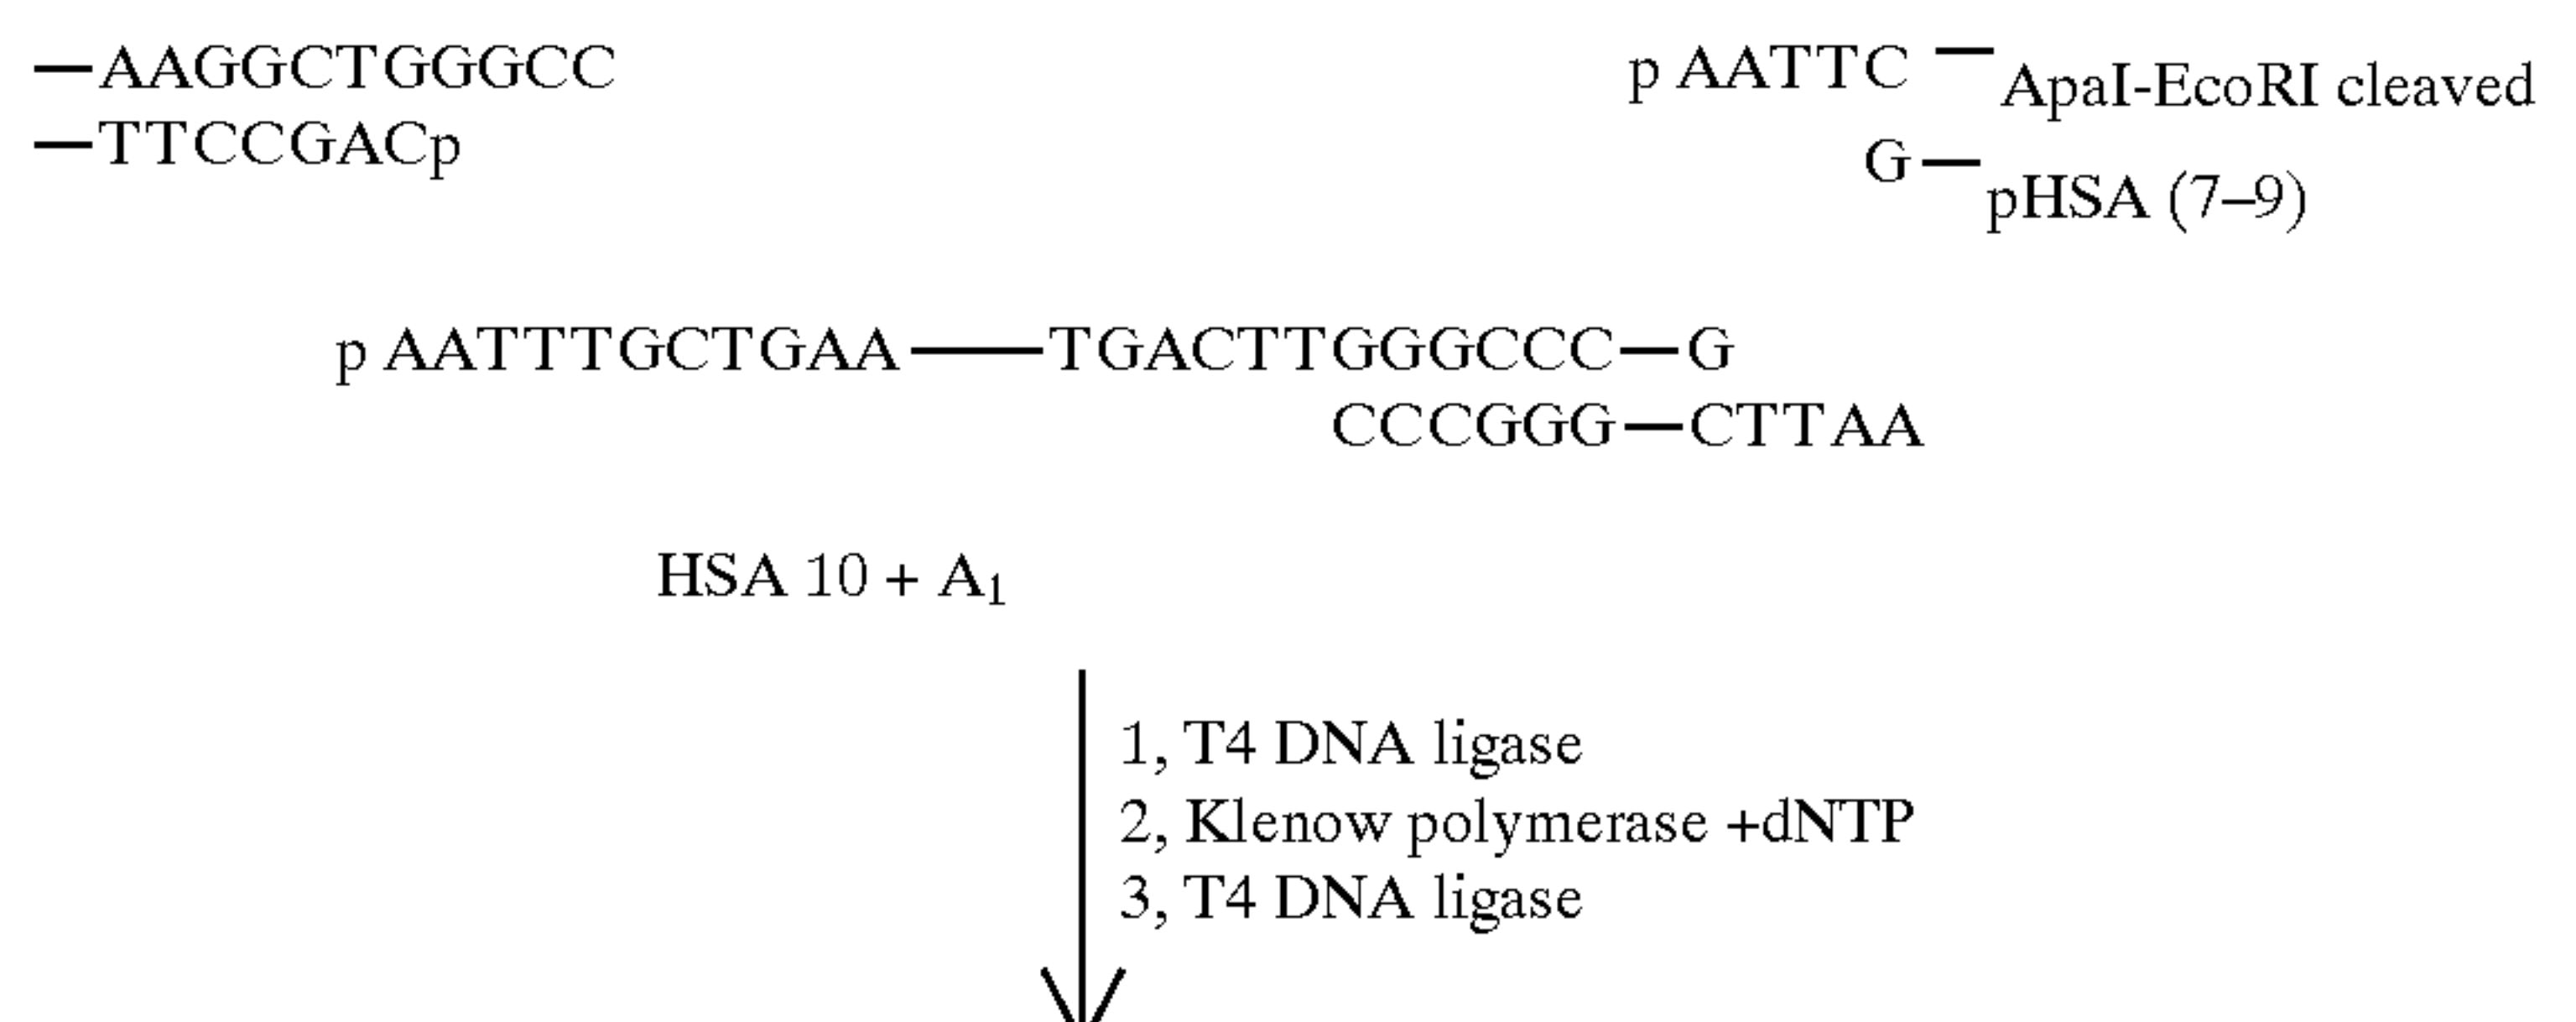 —AAGGCTGGGCC
—TTCCGACp
p AATTC —ApaI-EcoRI cleaved
G—pHSA (7–9)
p AATTTGCTGAA——TGACTTGGGCCC—G
CCCGGG—CTTAA
HSA 10 + A₁
1, T4 DNA ligase
2, Klenow polymerase +dNTP
3, T4 DNA ligase